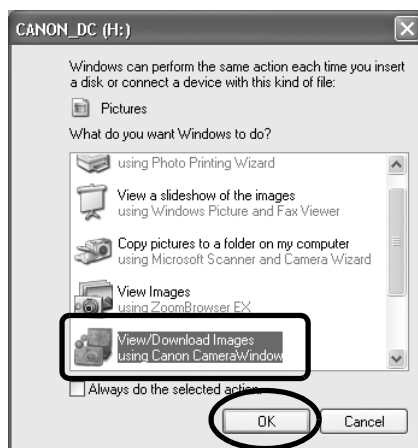 CANON_DC (H:)
Windows can perform the same action each time you insert
a disk or connect a device with this kind of file:
Pictures
What do you want Windows to do?
using Photo Printing Wizard
View a slideshow of the images
using Windows Picture and Fax Viewer
Copy pictures to a folder on my computer
using Microsoft Scanner and Camera Wizard
View Images
using ZoomBrowser EX
View/Download Images
using Canon CameraWindow
Always do the selected action.
OK
Cancel